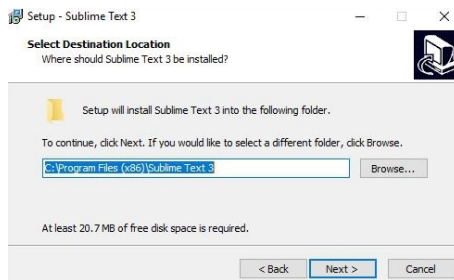 Setup - Sublime Text 3
Select Destination Location
Where should Sublime Text 3 be installed?
Setup will install Sublime Text 3 into the following folder.
To continue, click Next. If you would like to select a different folder, click Browse.
C:\Program Files (x86)\Sublime Text 3
Browse...
At least 20.7 MB of free disk space is required.
< Back
Next >
Cancel